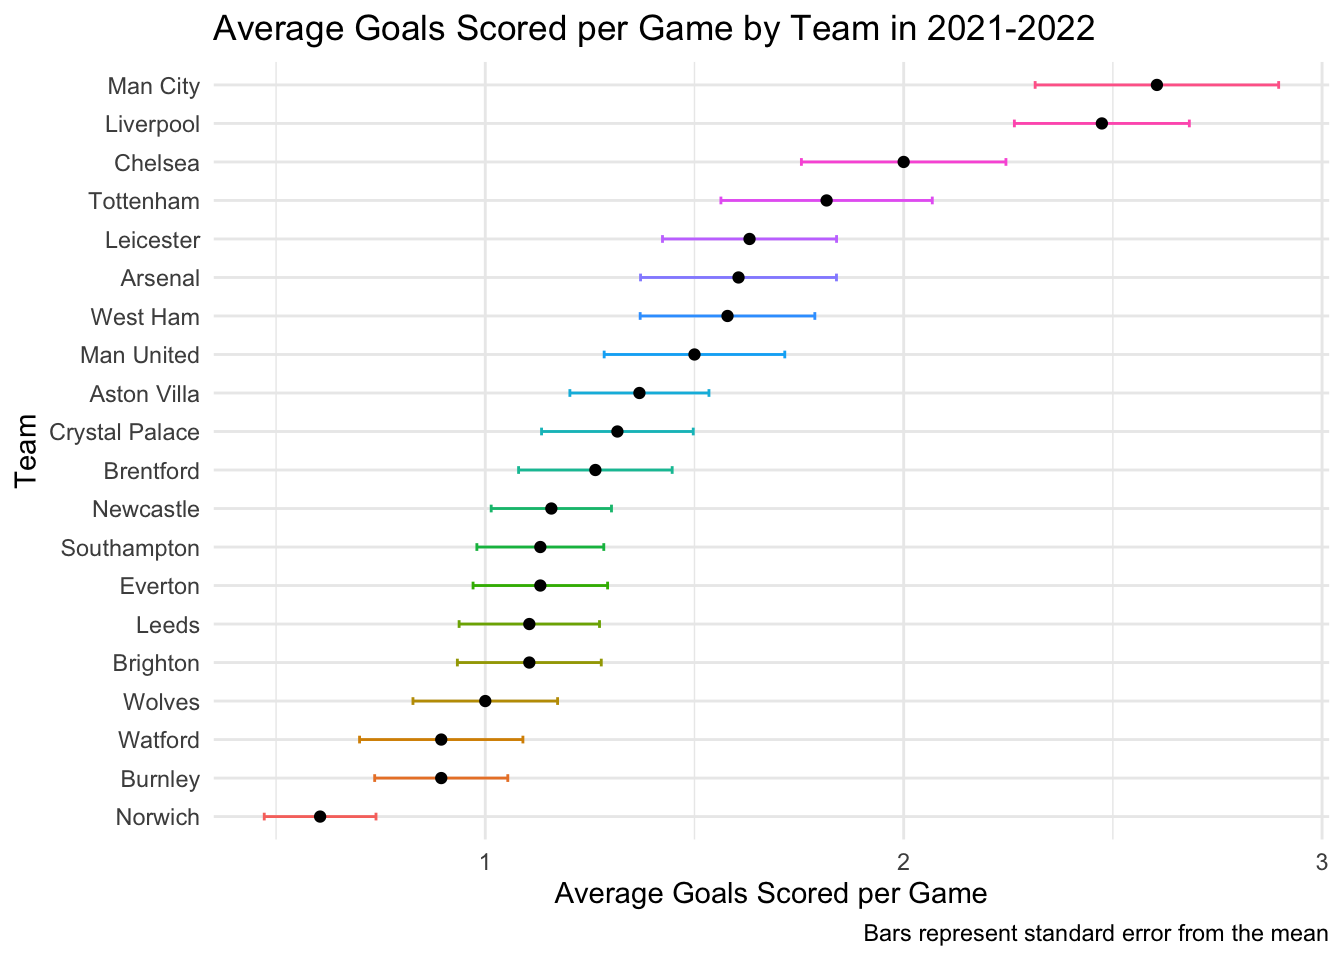 Average Goals Scored per Game by Team in 2021-2022
Man City
Liverpool
Chelsea
Tottenham
Leicester
Arsenal
West Ham
Man United
Aston Villa
Crystal Palace
Brentford
Newcastle
Southampton
Everton
Leeds
Brighton
Wolves
Watford
Burnley
Norwich
Team
1 2 3
Average Goals Scored per Game
Bars represent standard error from the mean